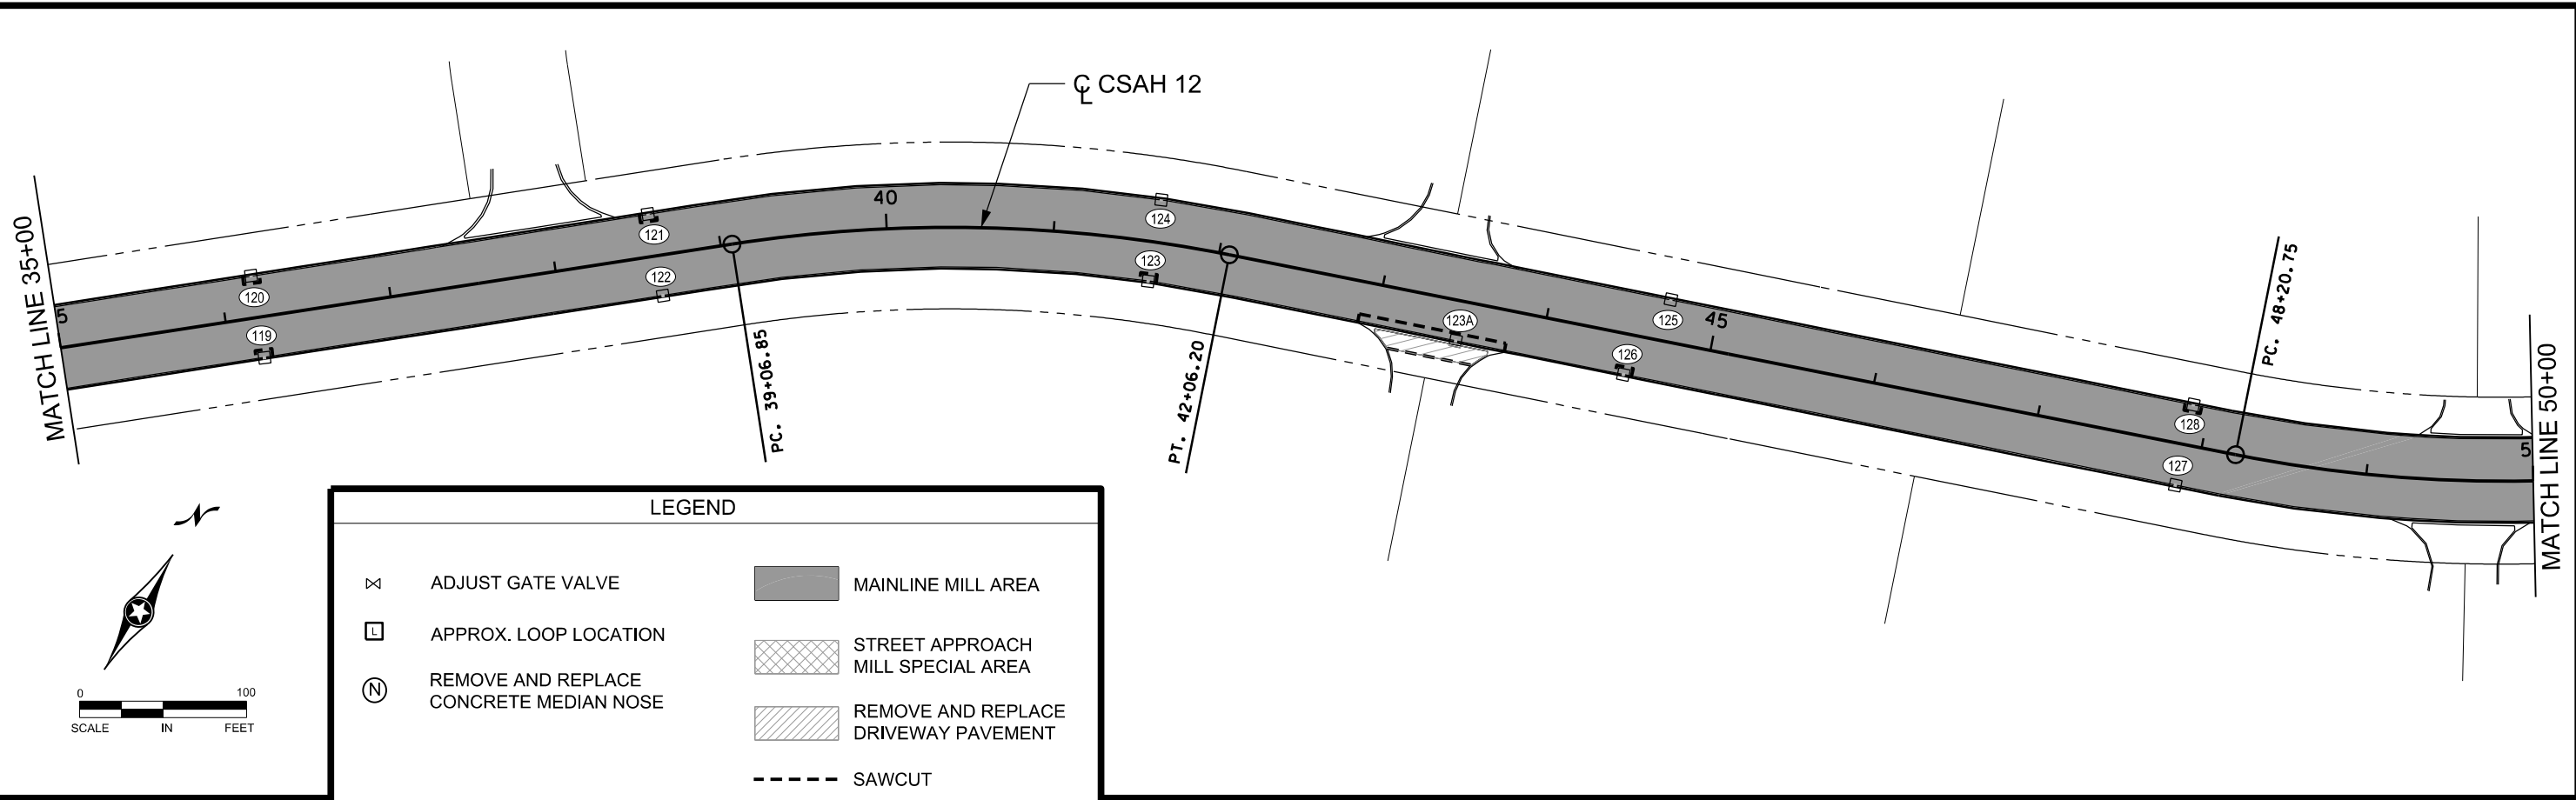 ℄ CSAH 12
MATCH LINE 35+00
5
40
45
5
120
119
121
122
124
123
123A
125
126
128
127
PC. 39+06.85
PT. 42+06.20
PC. 48+20.75
MATCH LINE 50+00
N
0 100
SCALE IN FEET
LEGEND
ADJUST GATE VALVE
L APPROX. LOOP LOCATION
N REMOVE AND REPLACE
CONCRETE MEDIAN NOSE
MAINLINE MILL AREA
STREET APPROACH
MILL SPECIAL AREA
REMOVE AND REPLACE
DRIVEWAY PAVEMENT
SAWCUT